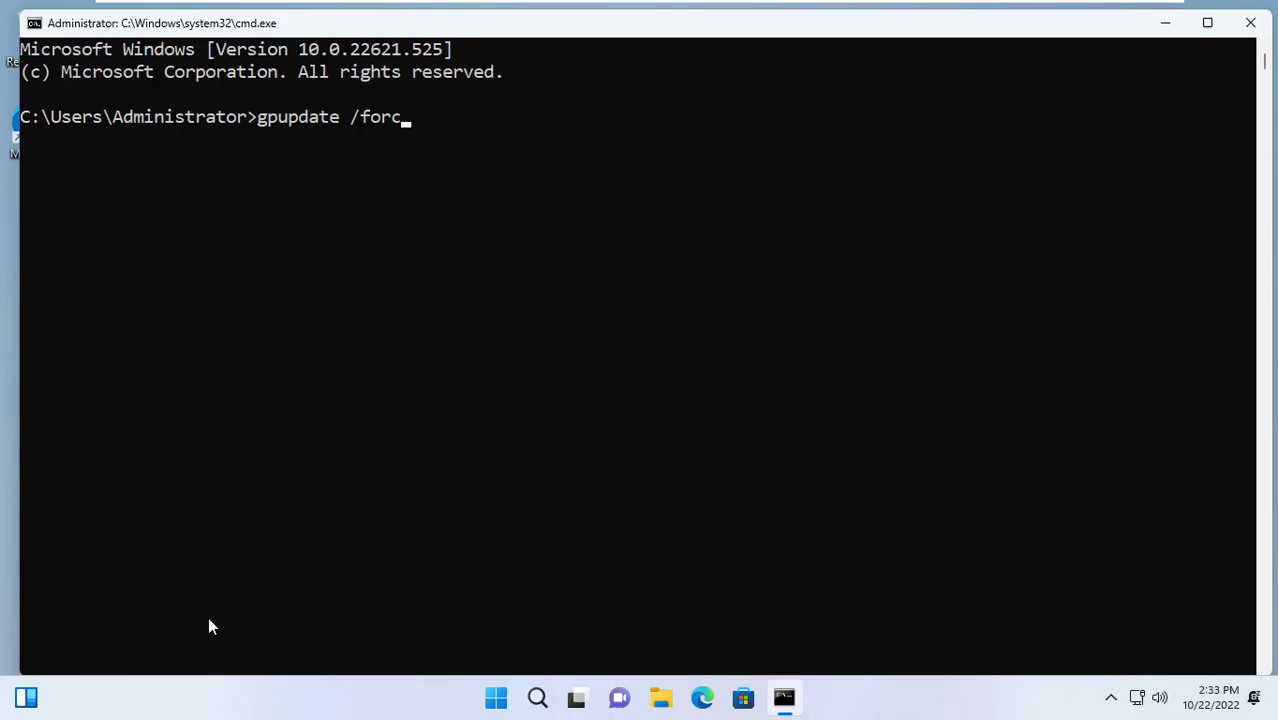 Administrator: C:\Windows\system32\cmd.exe
Microsoft Windows [Version 10.0.22621.525]
(c) Microsoft Corporation. All rights reserved.
C:\Users\Administrator>gpupdate /forc
Re
M
2:33 PM
10/22/2022